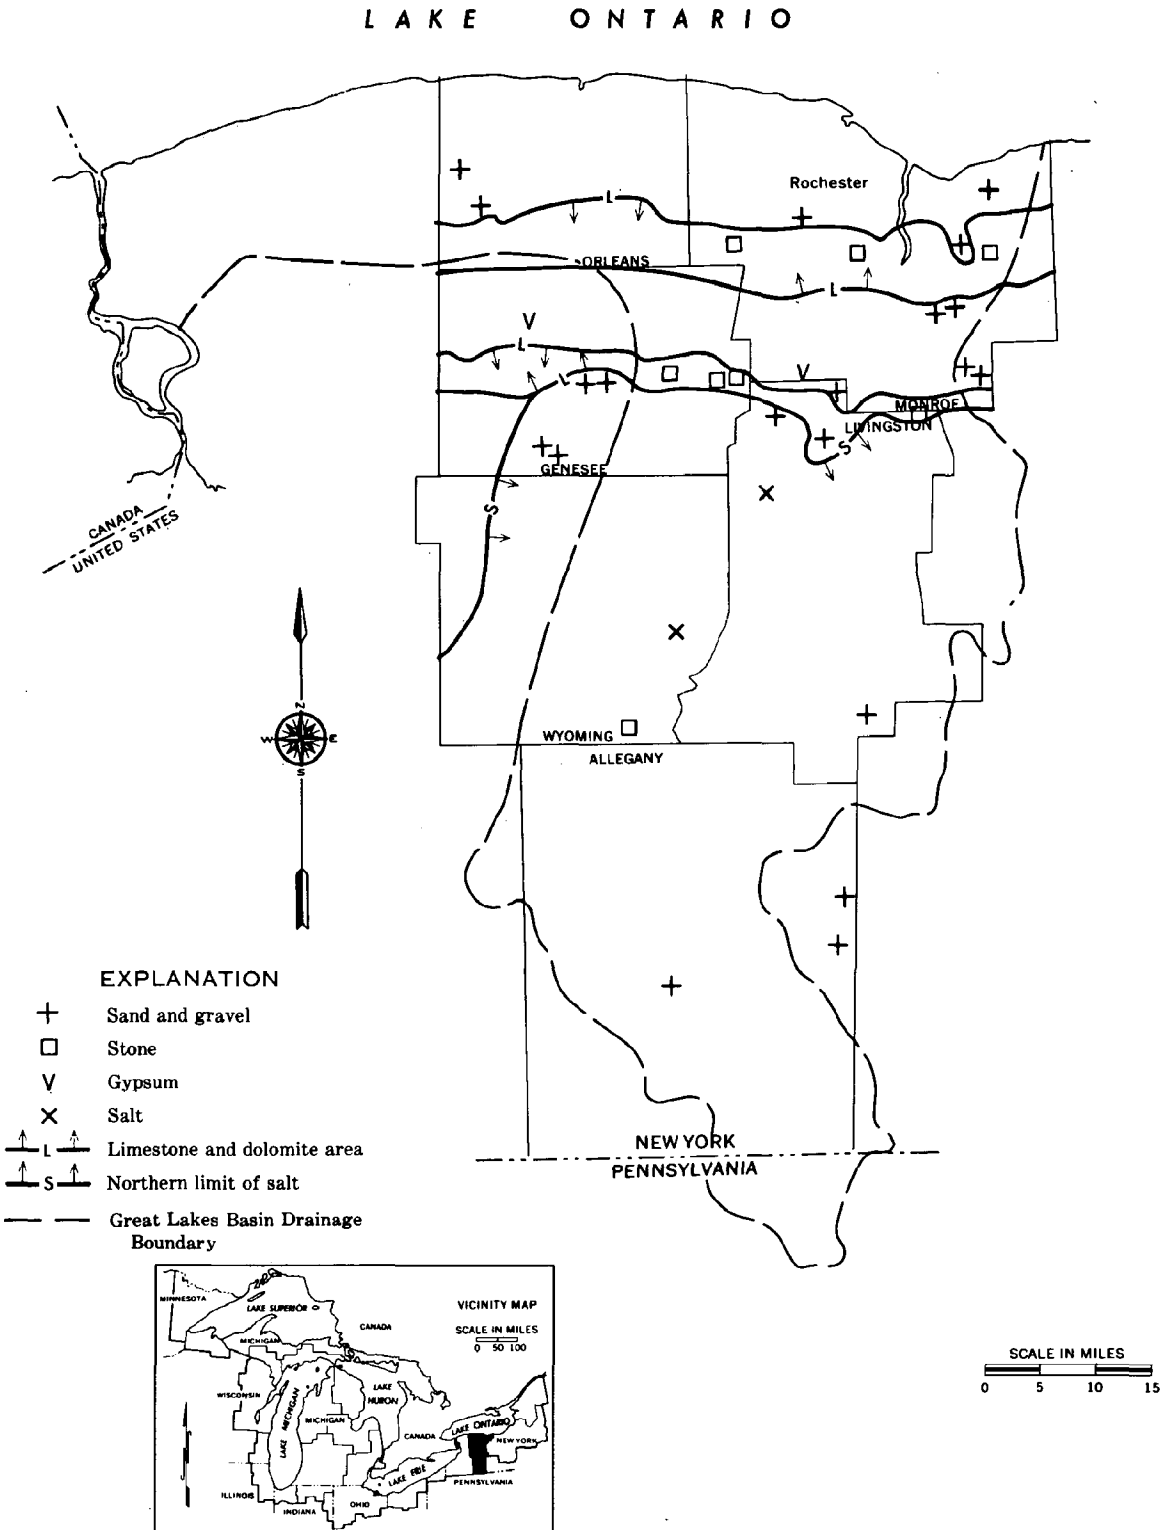 LAKE ONTARIO
Rochester
L
ORLEANS
L
V
L
V
L
MONROE
LIVINGSTON
S
GENESEE
S
CANADA
UNITED STATES
N
W E
S
WYOMING
ALLEGANY
EXPLANATION
Sand and gravel
Stone
V Gypsum
Salt
L Limestone and dolomite area
S Northern limit of salt
Great Lakes Basin Drainage
Boundary
NEW YORK
PENNSYLVANIA
MINNESOTA
LAKE SUPERIOR
VICINITY MAP
CANADA
SCALE IN MILES
0 50 100
MICHIGAN
WISCONSIN
LAKE MICHIGAN
LAKE HURON
MICHIGAN
CANADA
LAKE ONTARIO
NEW YORK
LAKE ERIE
PENNSYLVANIA
ILLINOIS
INDIANA
OHIO
SCALE IN MILES
0 5 10 15